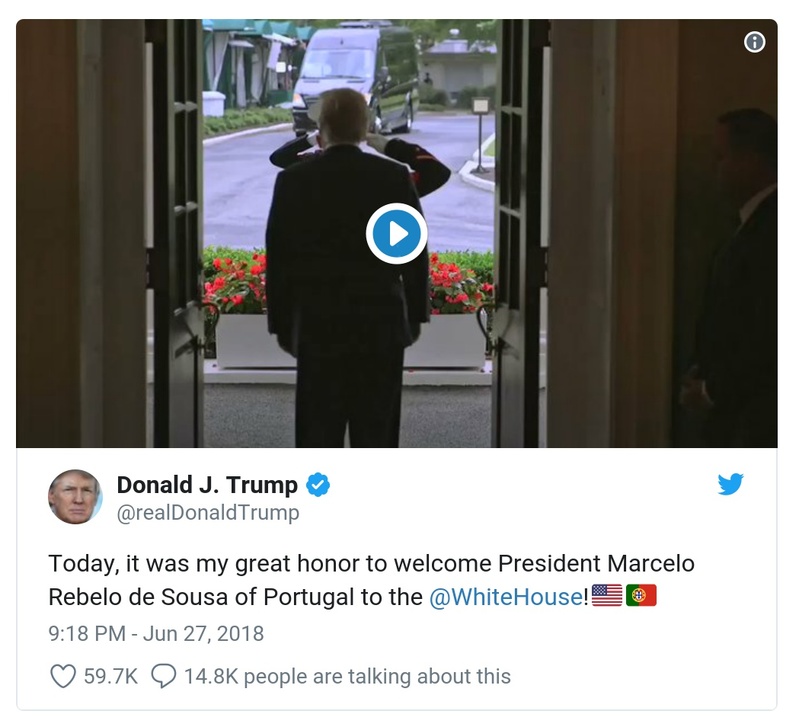 Donald J. Trump
@realDonaldTrump
Today, it was my great honor to welcome President Marcelo
Rebelo de Sousa of Portugal to the @WhiteHouse!🇺🇸🇵🇹
9:18 PM - Jun 27, 2018
59.7K 14.8K people are talking about this